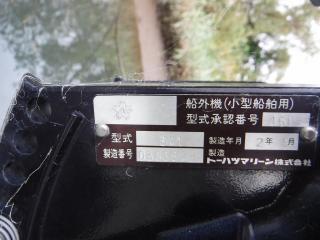 船外機(小型船舶用)
型式承認番号
型式 製造年月 2年 月
製造番号 製造
トーハツマリーン株式会社